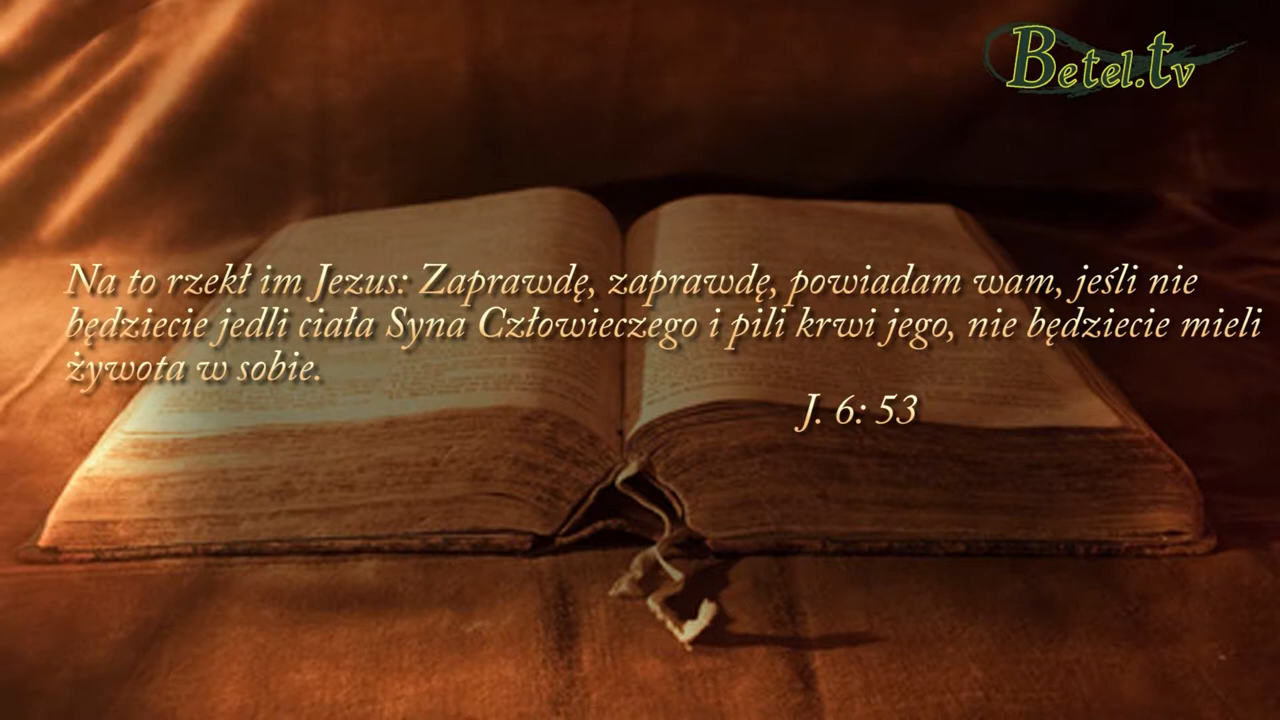 Betel.tv
Na to rzekł im Jezus: Zaprawdę, zaprawdę, powiadam wam, jeśli nie
będziecie jedli ciała Syna Człowieczego i pili krwi jego, nie będziecie mieli
żywota w sobie.
J. 6: 53